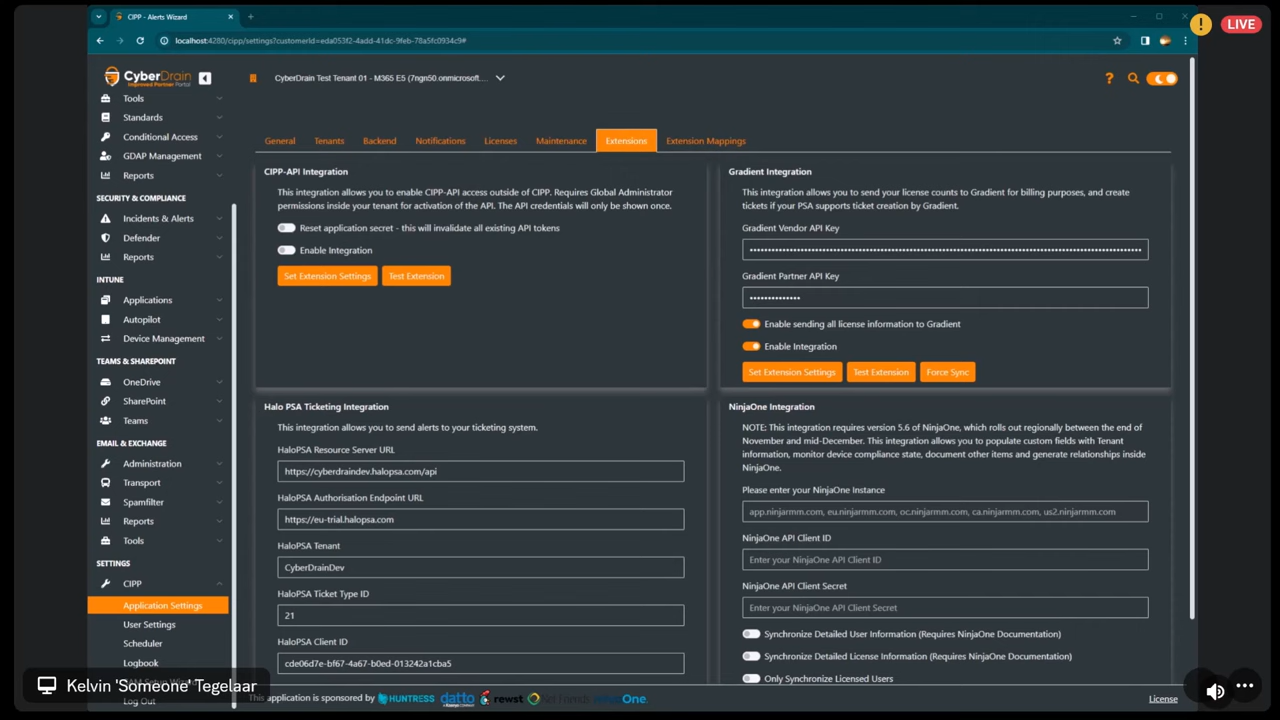 CIPP - Alerts Wizard
LIVE
localhost:4280/cipp/settings?customerId=eda053f2-4add-41dc-9feb-78a5fc0934c9#
CyberDrain
Improved Partner Portal
CyberDrain Test Tenant 01 - M365 E5 (7ngn50.onmicrosoft....
Tools
Standards
Conditional Access
GDAP Management
Reports
SECURITY & COMPLIANCE
Incidents & Alerts
Defender
Reports
INTUNE
Applications
Autopilot
Device Management
TEAMS & SHAREPOINT
OneDrive
SharePoint
Teams
EMAIL & EXCHANGE
Administration
Transport
Spamfilter
Reports
Tools
SETTINGS
CIPP
Application Settings
User Settings
Scheduler
Logbook
Log Out
General
Tenants
Backend
Notifications
Licenses
Maintenance
Extensions
Extension Mappings
CIPP-API Integration
This integration allows you to enable CIPP-API access outside of CIPP. Requires Global Administrator
permissions inside your tenant for activation of the API. The API credentials will only be shown once.
Reset application secret - this will invalidate all existing API tokens
Enable Integration
Set Extension Settings
Test Extension
Gradient Integration
This integration allows you to send your license counts to Gradient for billing purposes, and create
tickets if your PSA supports ticket creation by Gradient.
Gradient Vendor API Key
Gradient Partner API Key
Enable sending all license information to Gradient
Enable Integration
Set Extension Settings
Test Extension
Force Sync
Halo PSA Ticketing Integration
This integration allows you to send alerts to your ticketing system.
HaloPSA Resource Server URL
https://cyberdraindev.halopsa.com/api
HaloPSA Authorisation Endpoint URL
https://eu-trial.halopsa.com
HaloPSA Tenant
CyberDrainDev
HaloPSA Ticket Type ID
21
HaloPSA Client ID
cde06d7e-bf67-4a67-b0ed-013242a1cba5
NinjaOne Integration
NOTE: This integration requires version 5.6 of NinjaOne, which rolls out regionally between the end of
November and mid-December. This integration allows you to populate custom fields with Tenant
information, monitor device compliance state, document other items and generate relationships inside
NinjaOne.
Please enter your NinjaOne Instance
app.ninjarmm.com, eu.ninjarmm.com, oc.ninjarmm.com, ca.ninjarmm.com, us2.ninjarmm.com
NinjaOne API Client ID
Enter your NinjaOne API Client ID
NinjaOne API Client Secret
Enter your NinjaOne API Client Secret
Synchronize Detailed User Information (Requires NinjaOne Documentation)
Synchronize Detailed License Information (Requires NinjaOne Documentation)
Only Synchronize Licensed Users
Kelvin 'Someone' Tegelaar
This application is sponsored by HUNTRESS datto rewst
License